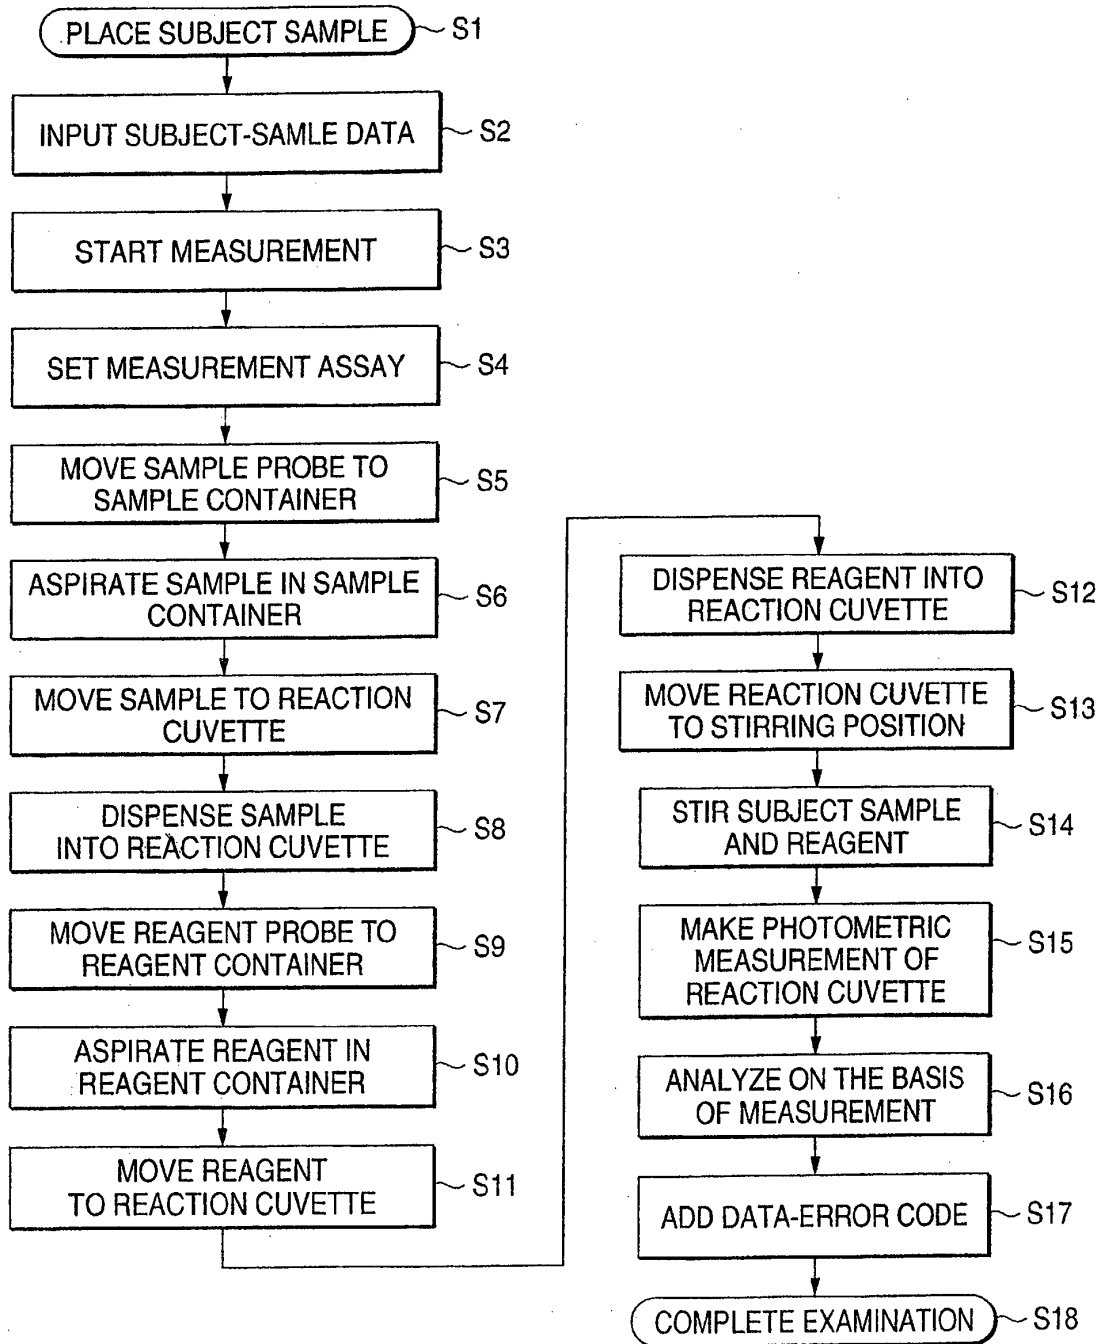 PLACE SUBJECT SAMPLE S1
INPUT SUBJECT-SAMLE DATA S2
START MEASUREMENT S3
SET MEASUREMENT ASSAY S4
MOVE SAMPLE PROBE TO
SAMPLE CONTAINER S5
ASPIRATE SAMPLE IN SAMPLE
CONTAINER S6
MOVE SAMPLE TO REACTION
CUVETTE S7
DISPENSE SAMPLE
INTO REACTION CUVETTE S8
MOVE REAGENT PROBE TO
REAGENT CONTAINER S9
ASPIRATE REAGENT IN
REAGENT CONTAINER S10
MOVE REAGENT
TO REACTION CUVETTE S11
DISPENSE REAGENT INTO
REACTION CUVETTE S12
MOVE REACTION CUVETTE
TO STIRRING POSITION S13
STIR SUBJECT SAMPLE
AND REAGENT S14
MAKE PHOTOMETRIC
MEASUREMENT OF
REACTION CUVETTE S15
ANALYZE ON THE BASIS
OF MEASUREMENT S16
ADD DATA-ERROR CODE S17
COMPLETE EXAMINATION S18